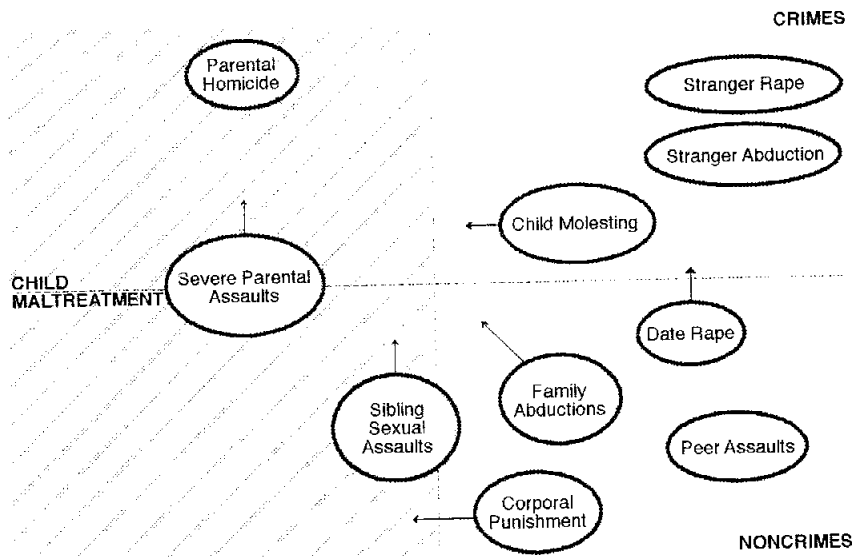 CRIMES
Parental
Homicide
Stranger Rape
Stranger Abduction
Child Molesting
CHILD
MALTREATMENT
Severe Parental
Assaults
Date Rape
Sibling
Sexual
Assaults
Family
Abductions
Peer Assaults
Corporal
Punishment
NONCRIMES